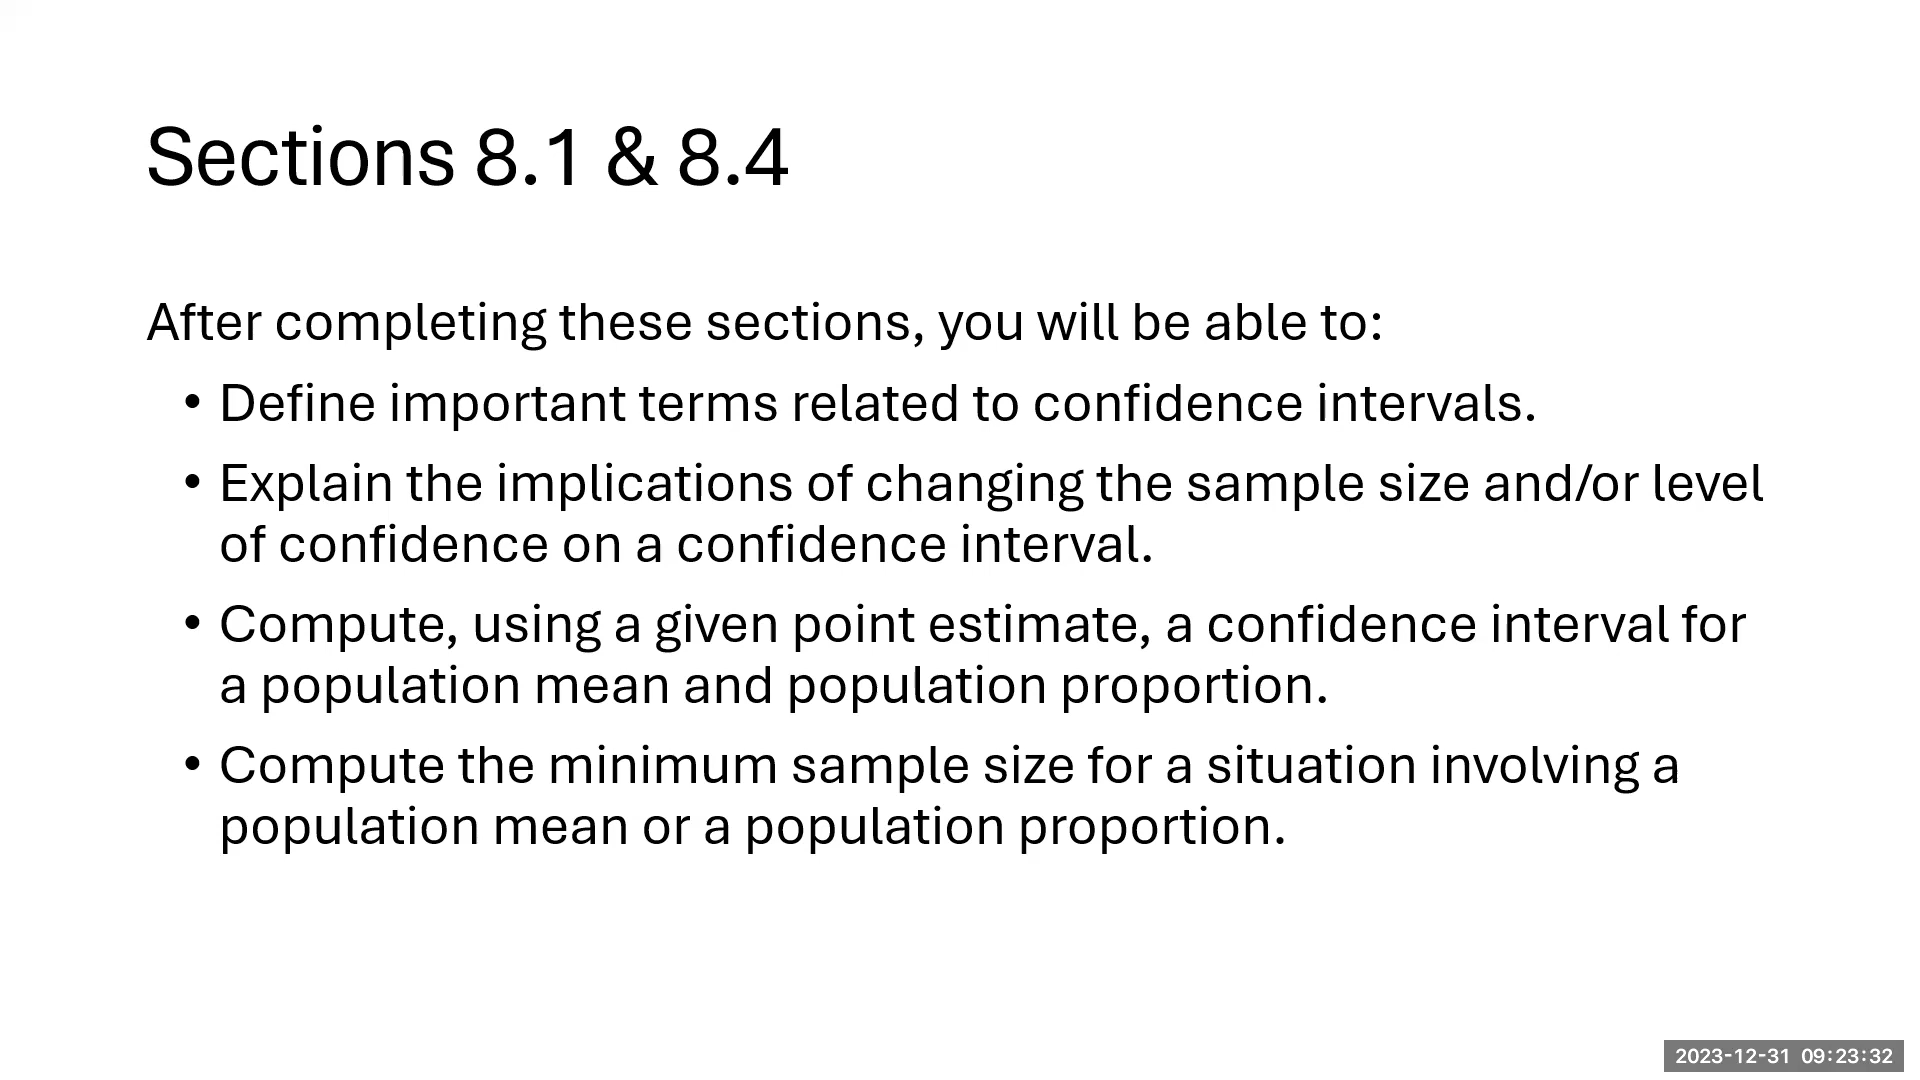 Sections 8.1 & 8.4
After completing these sections, you will be able to:
• Define important terms related to confidence intervals.
• Explain the implications of changing the sample size and/or level
of confidence on a confidence interval.
• Compute, using a given point estimate, a confidence interval for
a population mean and population proportion.
• Compute the minimum sample size for a situation involving a
population mean or a population proportion.
2023-12-31 09:23:32